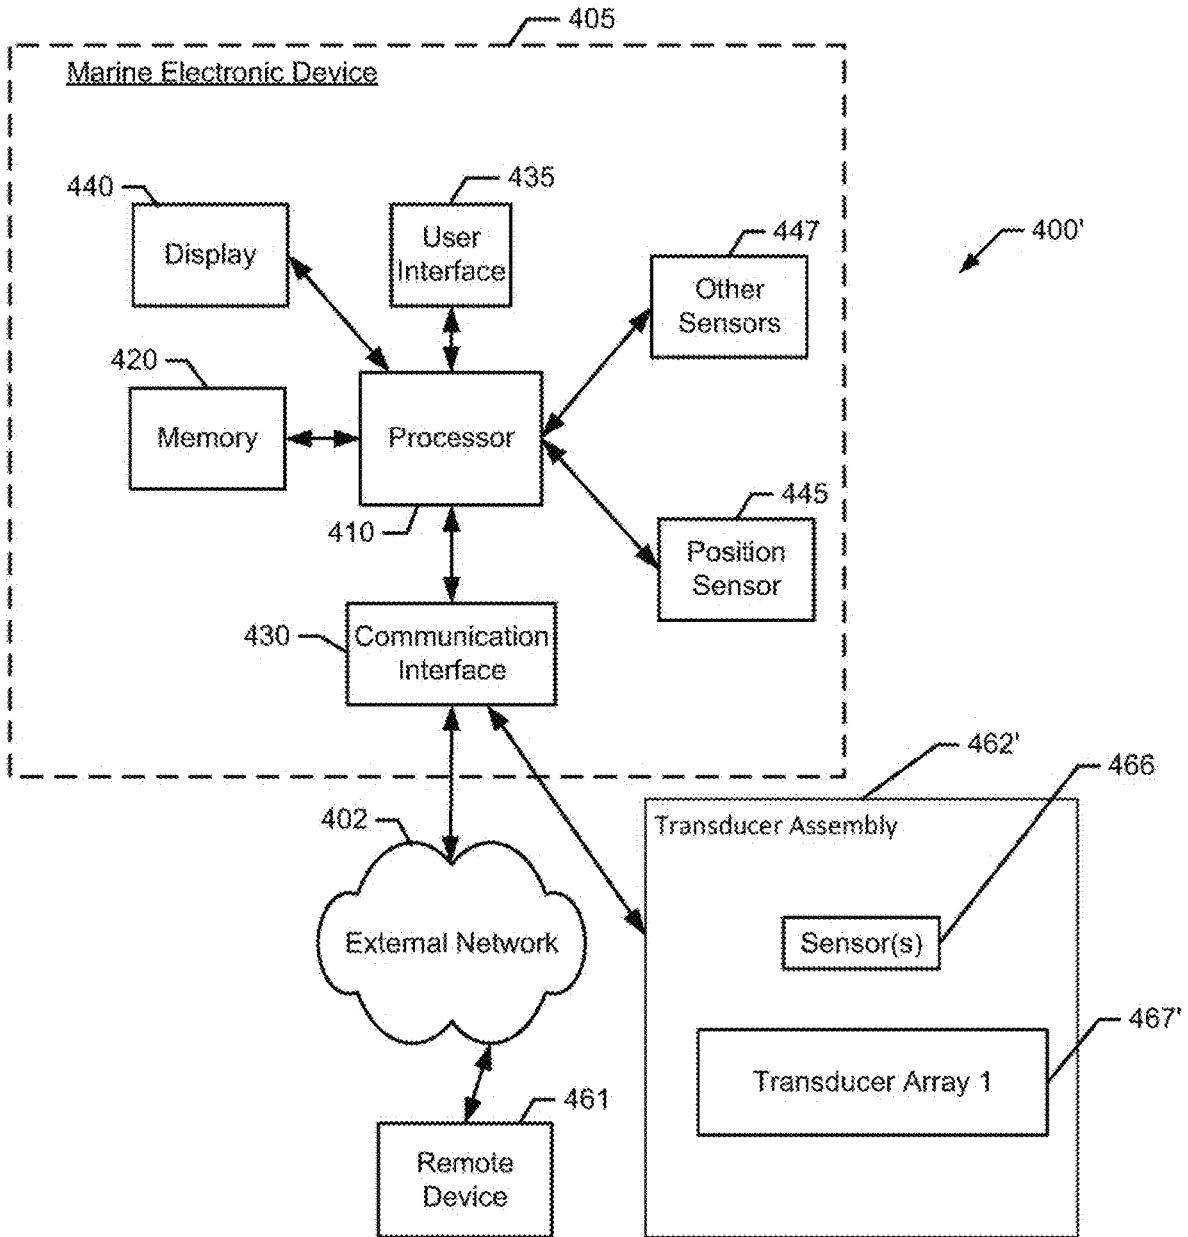 405
Marine Electronic Device
440
Display
435
User
Interface
447
Other
Sensors
400'
420
Memory
Processor
410
445
Position
Sensor
430
Communication
Interface
462'
466
402
Transducer Assembly
External Network
Sensor(s)
467'
Transducer Array 1
461
Remote
Device